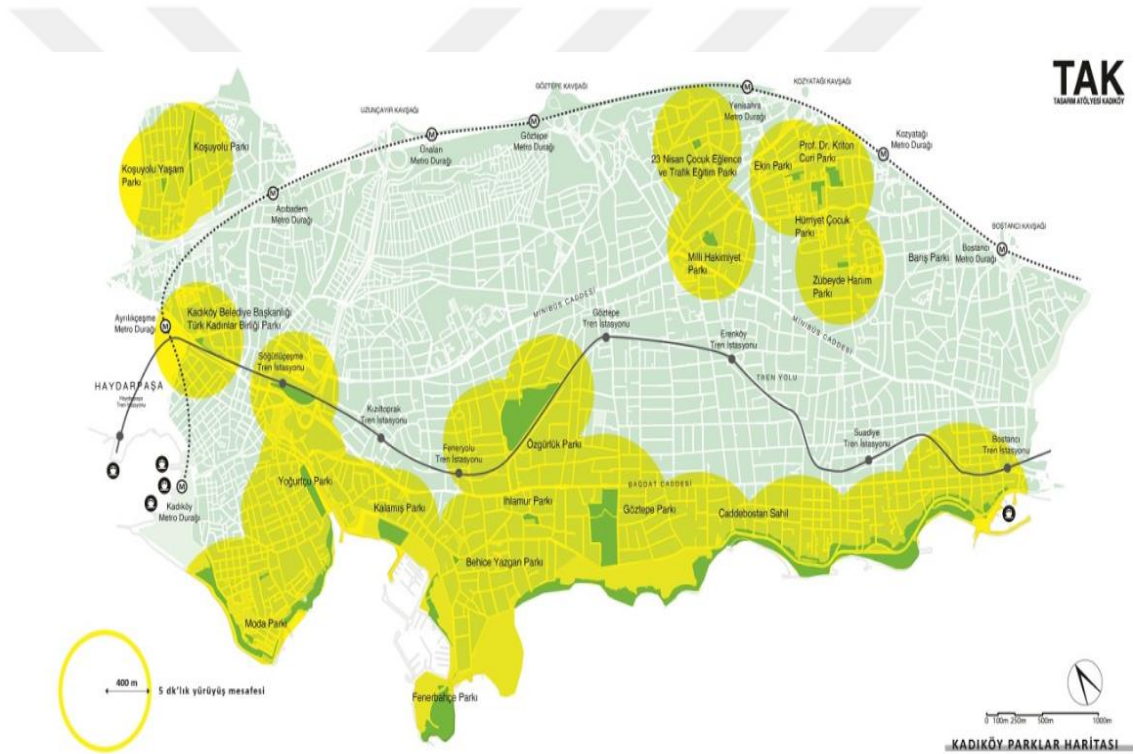 TAK
TASARIM ATÖLYESİ KADIKÖY
UZUNÇAYIR KAVŞAĞI
GÖZTEPE KAVŞAĞI
KOZYATAĞI KAVŞAĞI
Yenisahra
Metro Durağı
Ünalan
Metro Durağı
Göztepe
Metro Durağı
Kozyatağı
Metro Durağı
Koşuyolu Parkı
Koşuyolu Yaşam
Parkı
23 Nisan Çocuk Eğlence
ve Trafik Eğitim Parkı
Ekin Parkı
Prof. Dr. Kriton
Curi Parkı
Acıbadem
Metro Durağı
Hürriyet Çocuk
Parkı
BOSTANCI KAVŞAĞI
Bostancı
Metro Durağı
Milli Hakimiyet
Parkı
Barış Parkı
Zübeyde Hanım
Parkı
Ayrılıkçeşme
Metro Durağı
Kadıköy Belediye Başkanlığı
Türk Kadınlar Birliği Parkı
MİNİBÜS CADDESİ
MİNİBÜS CADDESİ
Göztepe
Tren İstasyonu
Erenköy
Tren İstasyonu
Söğütlüçeşme
Tren İstasyonu
TREN YOLU
HAYDARPAŞA
Haydarpaşa
Tren İstasyonu
Kızıltoprak
Tren İstasyonu
Feneryolu
Tren İstasyonu
Özgürlük Parkı
Suadiye
Tren İstasyonu
Bostancı
Tren İstasyonu
Yoğurtçu Parkı
BAĞDAT CADDESİ
Kadıköy
Metro Durağı
Kalamış Parkı
Ihlamur Parkı
Göztepe Parkı
Caddebostan Sahil
Behice Yazgan Parkı
Moda Parkı
Fenerbahçe Parkı
400 m
5 dk'lık yürüyüş mesafesi
0 100m 250m 500m 1000m
KADIKÖY PARKLAR HARİTASI